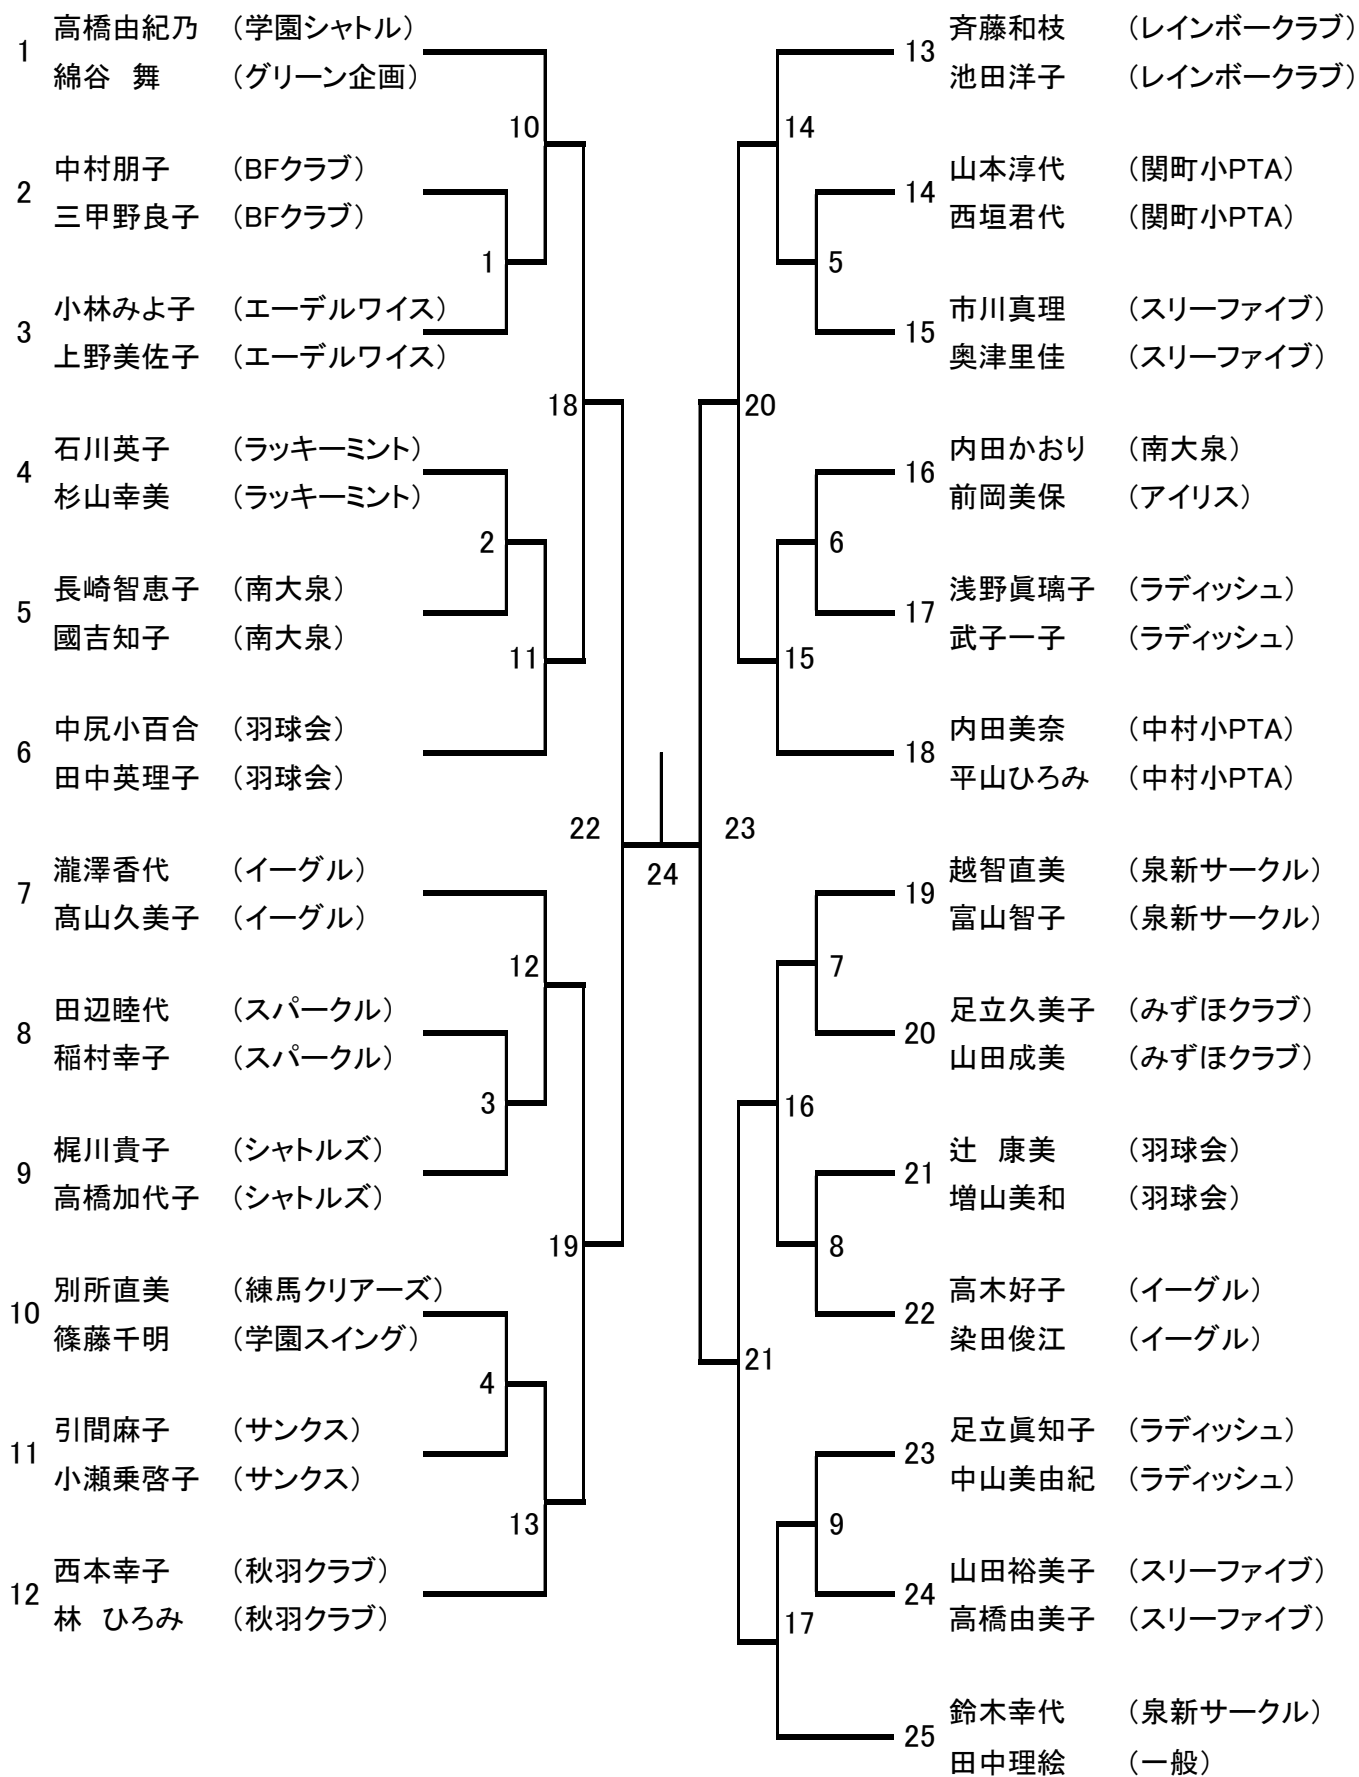 1
高橋由紀乃 （学園シャトル）
綿谷　舞 （グリーン企画）
10
2
中村朋子 （BFクラブ）
三甲野良子 （BFクラブ）
1
3
小林みよ子 （エーデルワイス）
上野美佐子 （エーデルワイス）
18
4
石川英子 （ラッキーミント）
杉山幸美 （ラッキーミント）
2
5
長崎智恵子 （南大泉）
國吉知子 （南大泉）
11
6
中尻小百合 （羽球会）
田中英理子 （羽球会）
22
7
瀧澤香代 （イーグル）
髙山久美子 （イーグル）
12
8
田辺睦代 （スパークル）
稲村幸子 （スパークル）
3
9
梶川貴子 （シャトルズ）
高橋加代子 （シャトルズ）
19
10
別所直美 （練馬クリアーズ）
篠藤千明 （学園スイング）
4
11
引間麻子 （サンクス）
小瀬乗啓子 （サンクス）
13
12
西本幸子 （秋羽クラブ）
林　ひろみ （秋羽クラブ）
24
13
斉藤和枝 （レインボークラブ）
池田洋子 （レインボークラブ）
14
14
山本淳代 （関町小PTA）
西垣君代 （関町小PTA）
5
15
市川真理 （スリーファイブ）
奥津里佳 （スリーファイブ）
20
16
内田かおり （南大泉）
前岡美保 （アイリス）
6
17
浅野眞璃子 （ラディッシュ）
武子一子 （ラディッシュ）
15
18
内田美奈 （中村小PTA）
平山ひろみ （中村小PTA）
23
19
越智直美 （泉新サークル）
富山智子 （泉新サークル）
7
20
足立久美子 （みずほクラブ）
山田成美 （みずほクラブ）
16
21
辻　康美 （羽球会）
増山美和 （羽球会）
8
22
高木好子 （イーグル）
染田俊江 （イーグル）
21
23
足立眞知子 （ラディッシュ）
中山美由紀 （ラディッシュ）
9
24
山田裕美子 （スリーファイブ）
高橋由美子 （スリーファイブ）
17
25
鈴木幸代 （泉新サークル）
田中理絵 （一般）